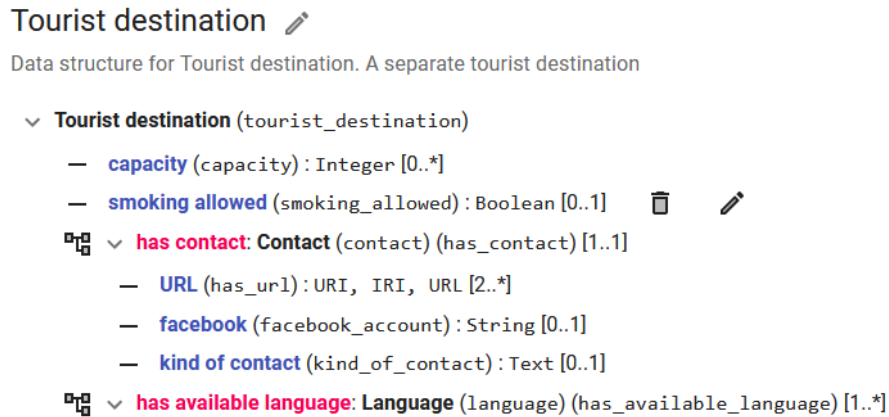 Tourist destination
Data structure for Tourist destination. A separate tourist destination
Tourist destination (tourist_destination)
capacity (capacity) : Integer [0..*]
smoking allowed (smoking_allowed) : Boolean [0..1]
has contact: Contact (contact) (has_contact) [1..1]
URL (has_url) : URI, IRI, URL [2..*]
facebook (facebook_account) : String [0..1]
kind of contact (kind_of_contact) : Text [0..1]
has available language: Language (language) (has_available_language) [1..*]